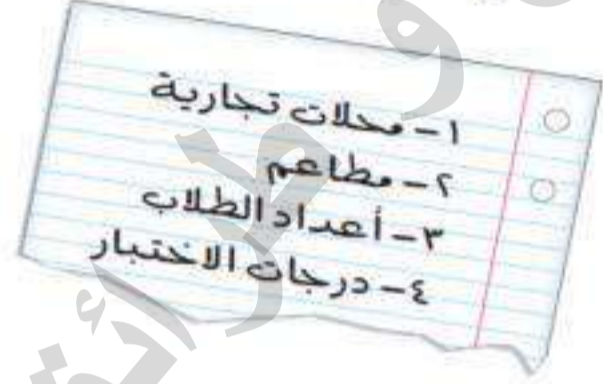 ١- محلات تجارية
٢- مطاعم
٣- أعداد الطلاب
٤- درجات الاختبار